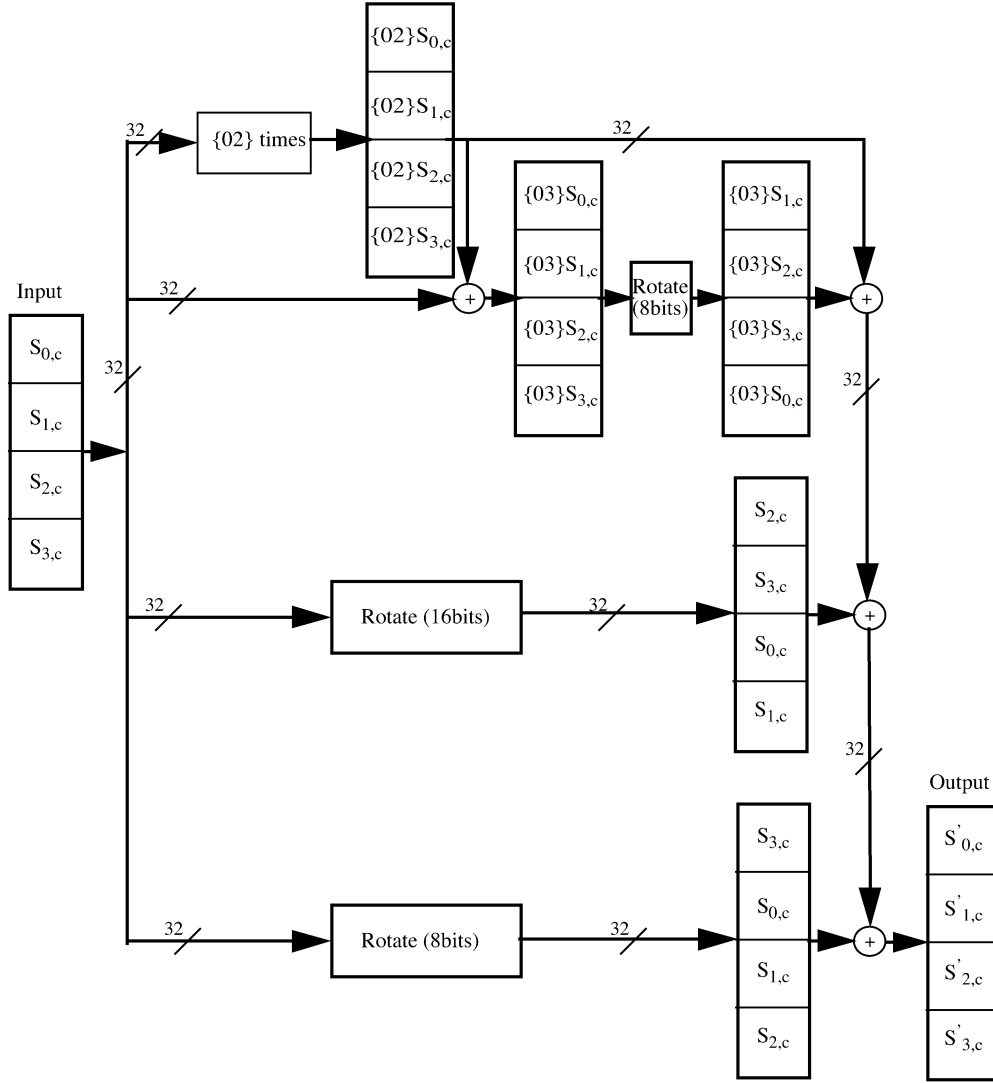 {02}S0,c
{02}S1,c
{02}S2,c
{02}S3,c
32
{02} times
32
{03}S0,c
{03}S1,c
{03}S2,c
{03}S3,c
Rotate
(8bits)
{03}S1,c
{03}S2,c
{03}S3,c
{03}S0,c
32
+
+
Input
S0,c
S1,c
S2,c
S3,c
32
32
32
Rotate (16bits)
32
S2,c
S3,c
S0,c
S1,c
+
32
32
Rotate (8bits)
32
S3,c
S0,c
S1,c
S2,c
+
Output
S'0,c
S'1,c
S'2,c
S'3,c